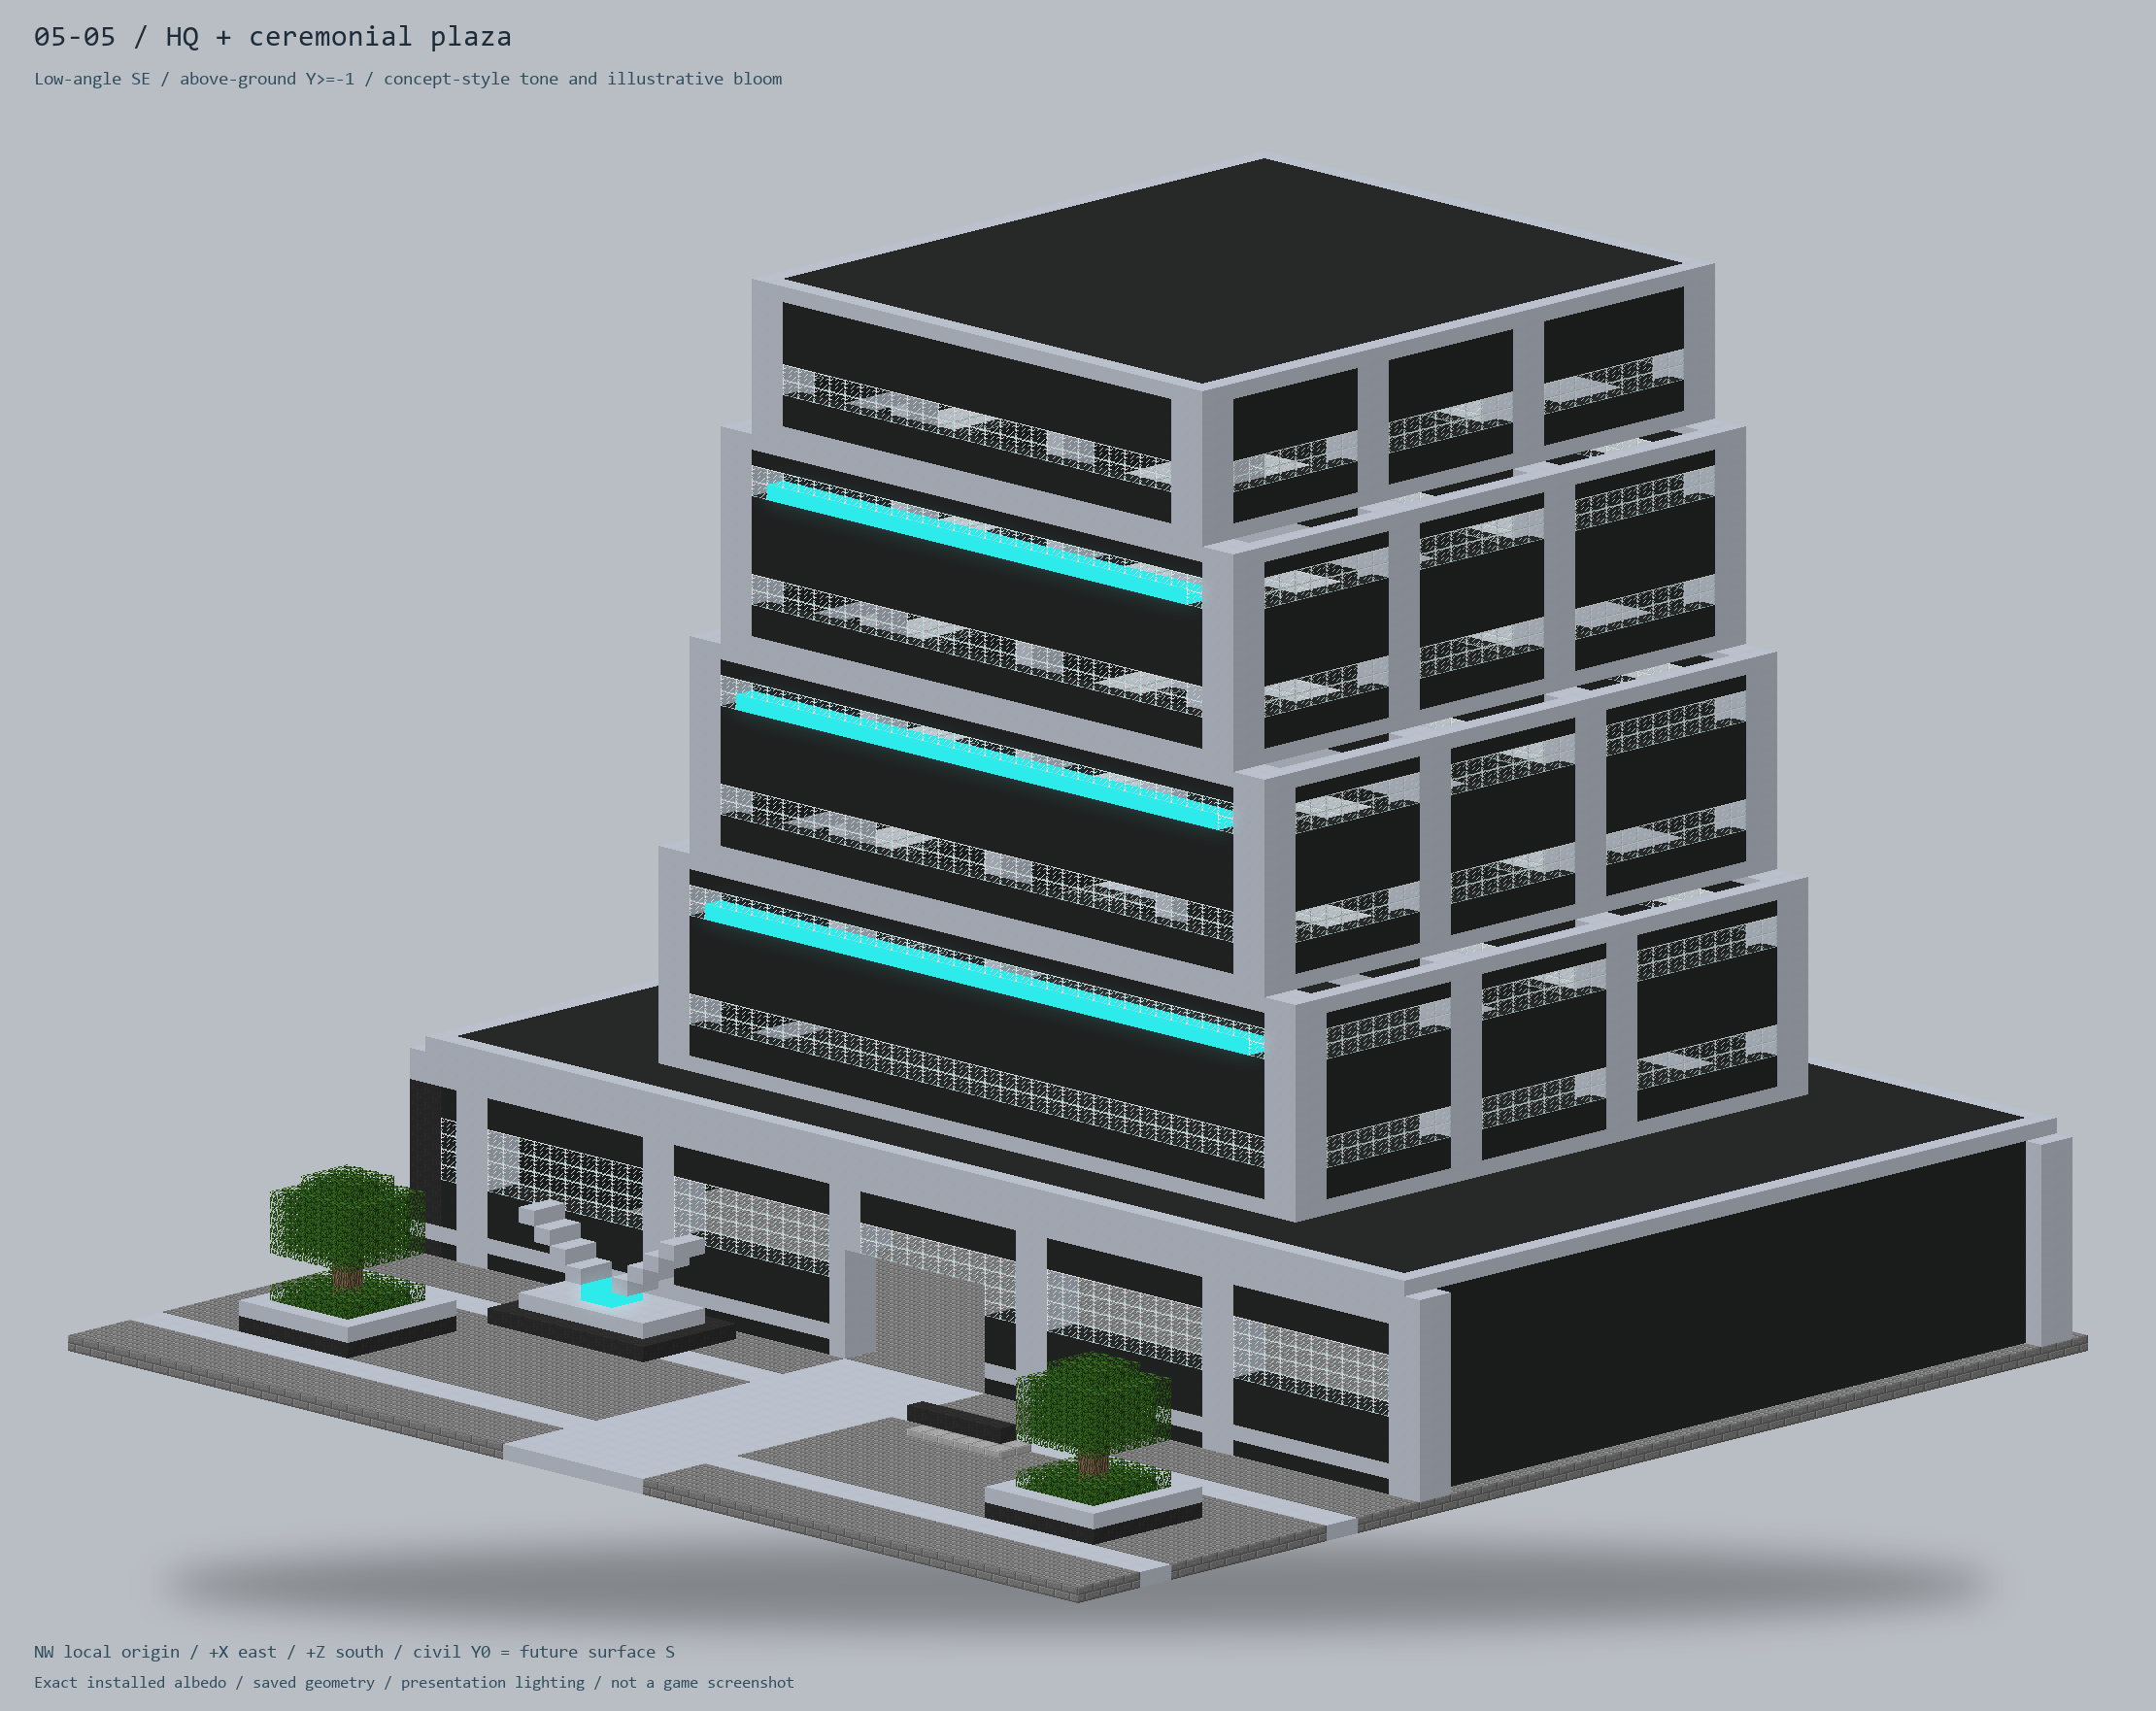 05-05 / HQ + ceremonial plaza
Low-angle SE / above-ground Y>=-1 / concept-style tone and illustrative bloom
NW local origin / +X east / +Z south / civil Y0 = future surface S
Exact installed albedo / saved geometry / presentation lighting / not a game screenshot